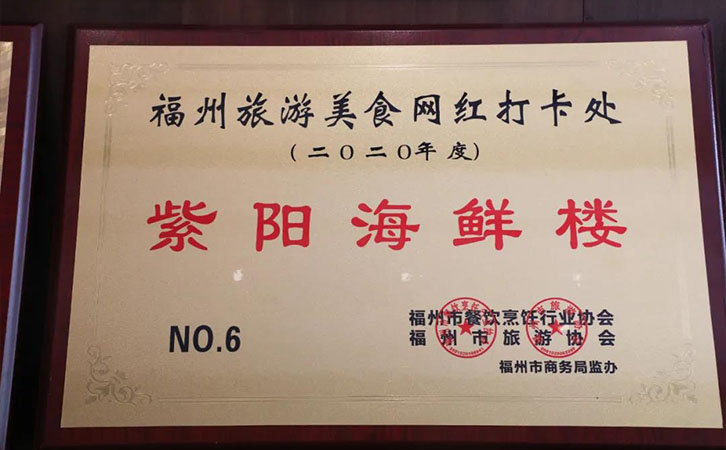 福州旅游美食网红打卡处
(二〇二〇年度)
紫阳海鲜楼
NO.6
福州市餐饮烹饪行业协会
福州市旅游协会
福州市商务局监办